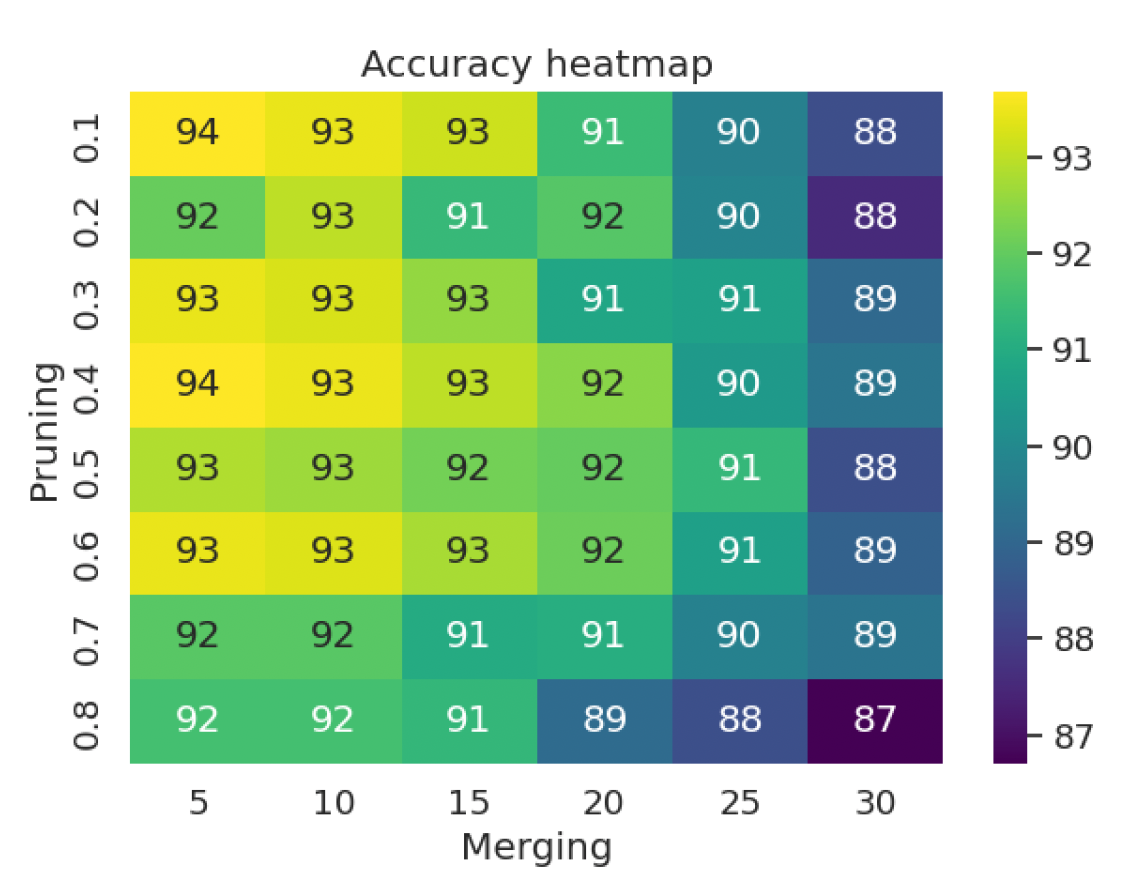 Accuracy heatmap
Pruning
0.1 94 93 93 91 90 88
0.2 92 93 91 92 90 88
0.3 93 93 93 91 91 89
0.4 94 93 93 92 90 89
0.5 93 93 92 92 91 88
0.6 93 93 93 92 91 89
0.7 92 92 91 91 90 89
0.8 92 92 91 89 88 87
5 10 15 20 25 30
Merging
93
92
91
90
89
88
87